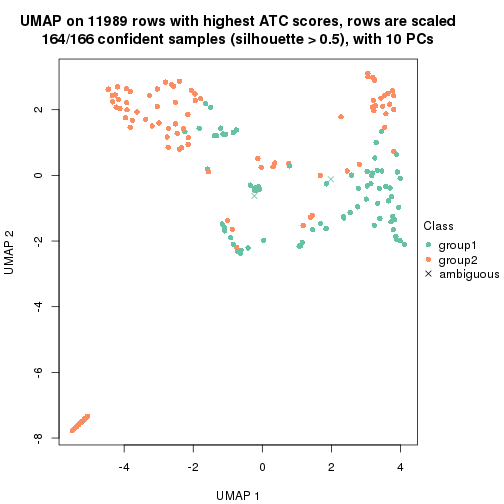 UMAP on 11989 rows with highest ATC scores, rows are scaled
164/166 confident samples (silhouette > 0.5), with 10 PCs
2
0
-2
-4
-6
-8
UMAP 2
-4
-2
0
2
4
UMAP 1
Class
group1
group2
ambiguous